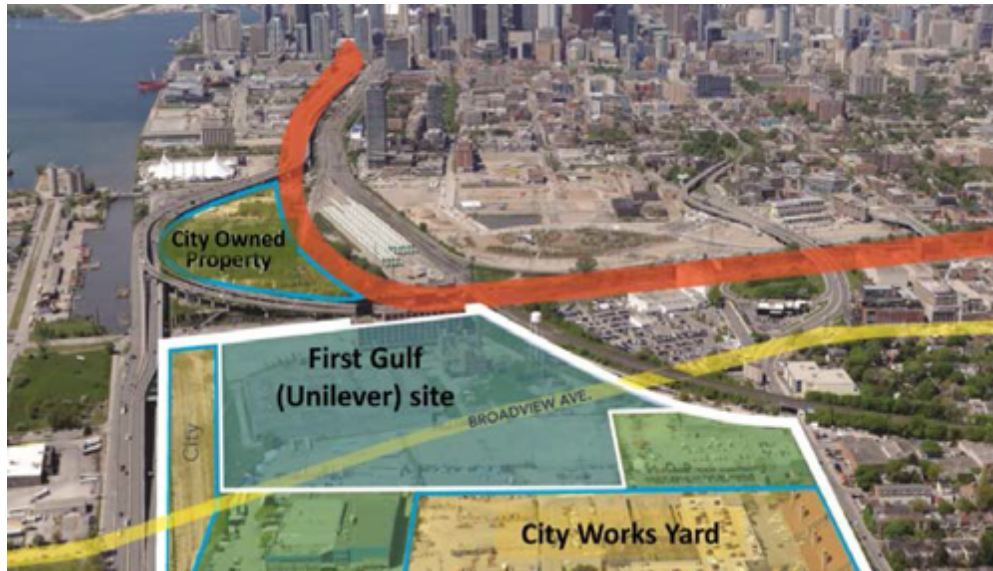 City Owned
Property
First Gulf
(Unilever) site
BROADVIEW AVE.
City
City Works Yard